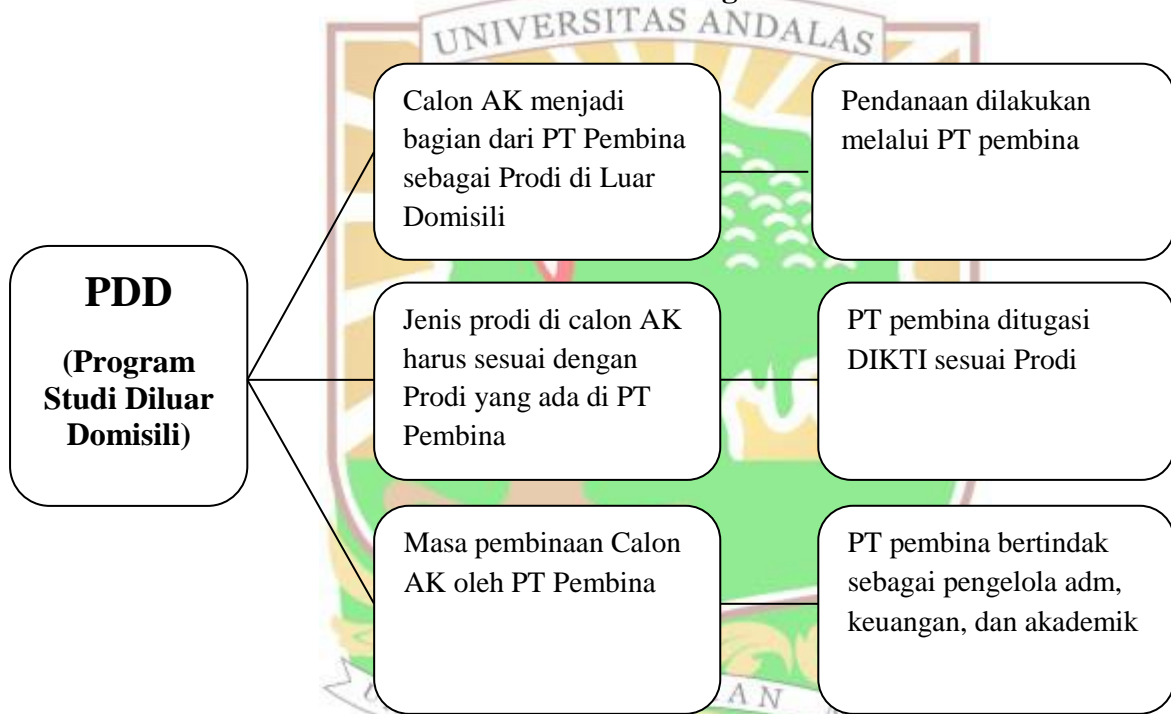 UNIVERSITAS ANDALAS
PDD
(Program
Studi Diluar
Domisili)
Calon AK menjadi
bagian dari PT Pembina
sebagai Prodi di Luar
Domisili
Pendanaan dilakukan
melalui PT pembina
Jenis prodi di calon AK
harus sesuai dengan
Prodi yang ada di PT
Pembina
PT pembina ditugasi
DIKTI sesuai Prodi
Masa pembinaan Calon
AK oleh PT Pembina
PT pembina bertindak
sebagai pengelola adm,
keuangan, dan akademik